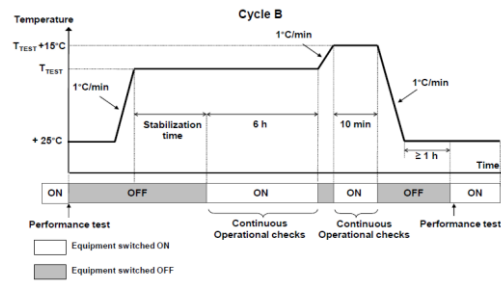 Cycle B
Temperature
T_TEST +15°C
T_TEST
+ 25°C
1°C/min
1°C/min
1°C/min
Stabilization
time
6 h
10 min
≥ 1 h
Time
ON
OFF
ON
ON
OFF
ON
Performance test
Continuous
Operational checks
Continuous
Operational checks
Performance test
Equipment switched ON
Equipment switched OFF